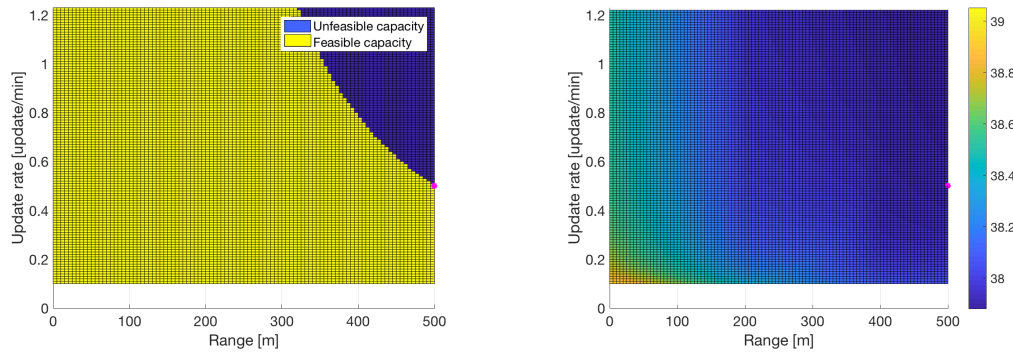 1.2
1
0.8
0.6
0.4
0.2
0
Update rate [update/min]
0 100 200 300 400 500
Range [m]
Unfeasible capacity
Feasible capacity
1.2
1
0.8
0.6
0.4
0.2
0
Update rate [update/min]
0 100 200 300 400 500
Range [m]
39
38.8
38.6
38.4
38.2
38